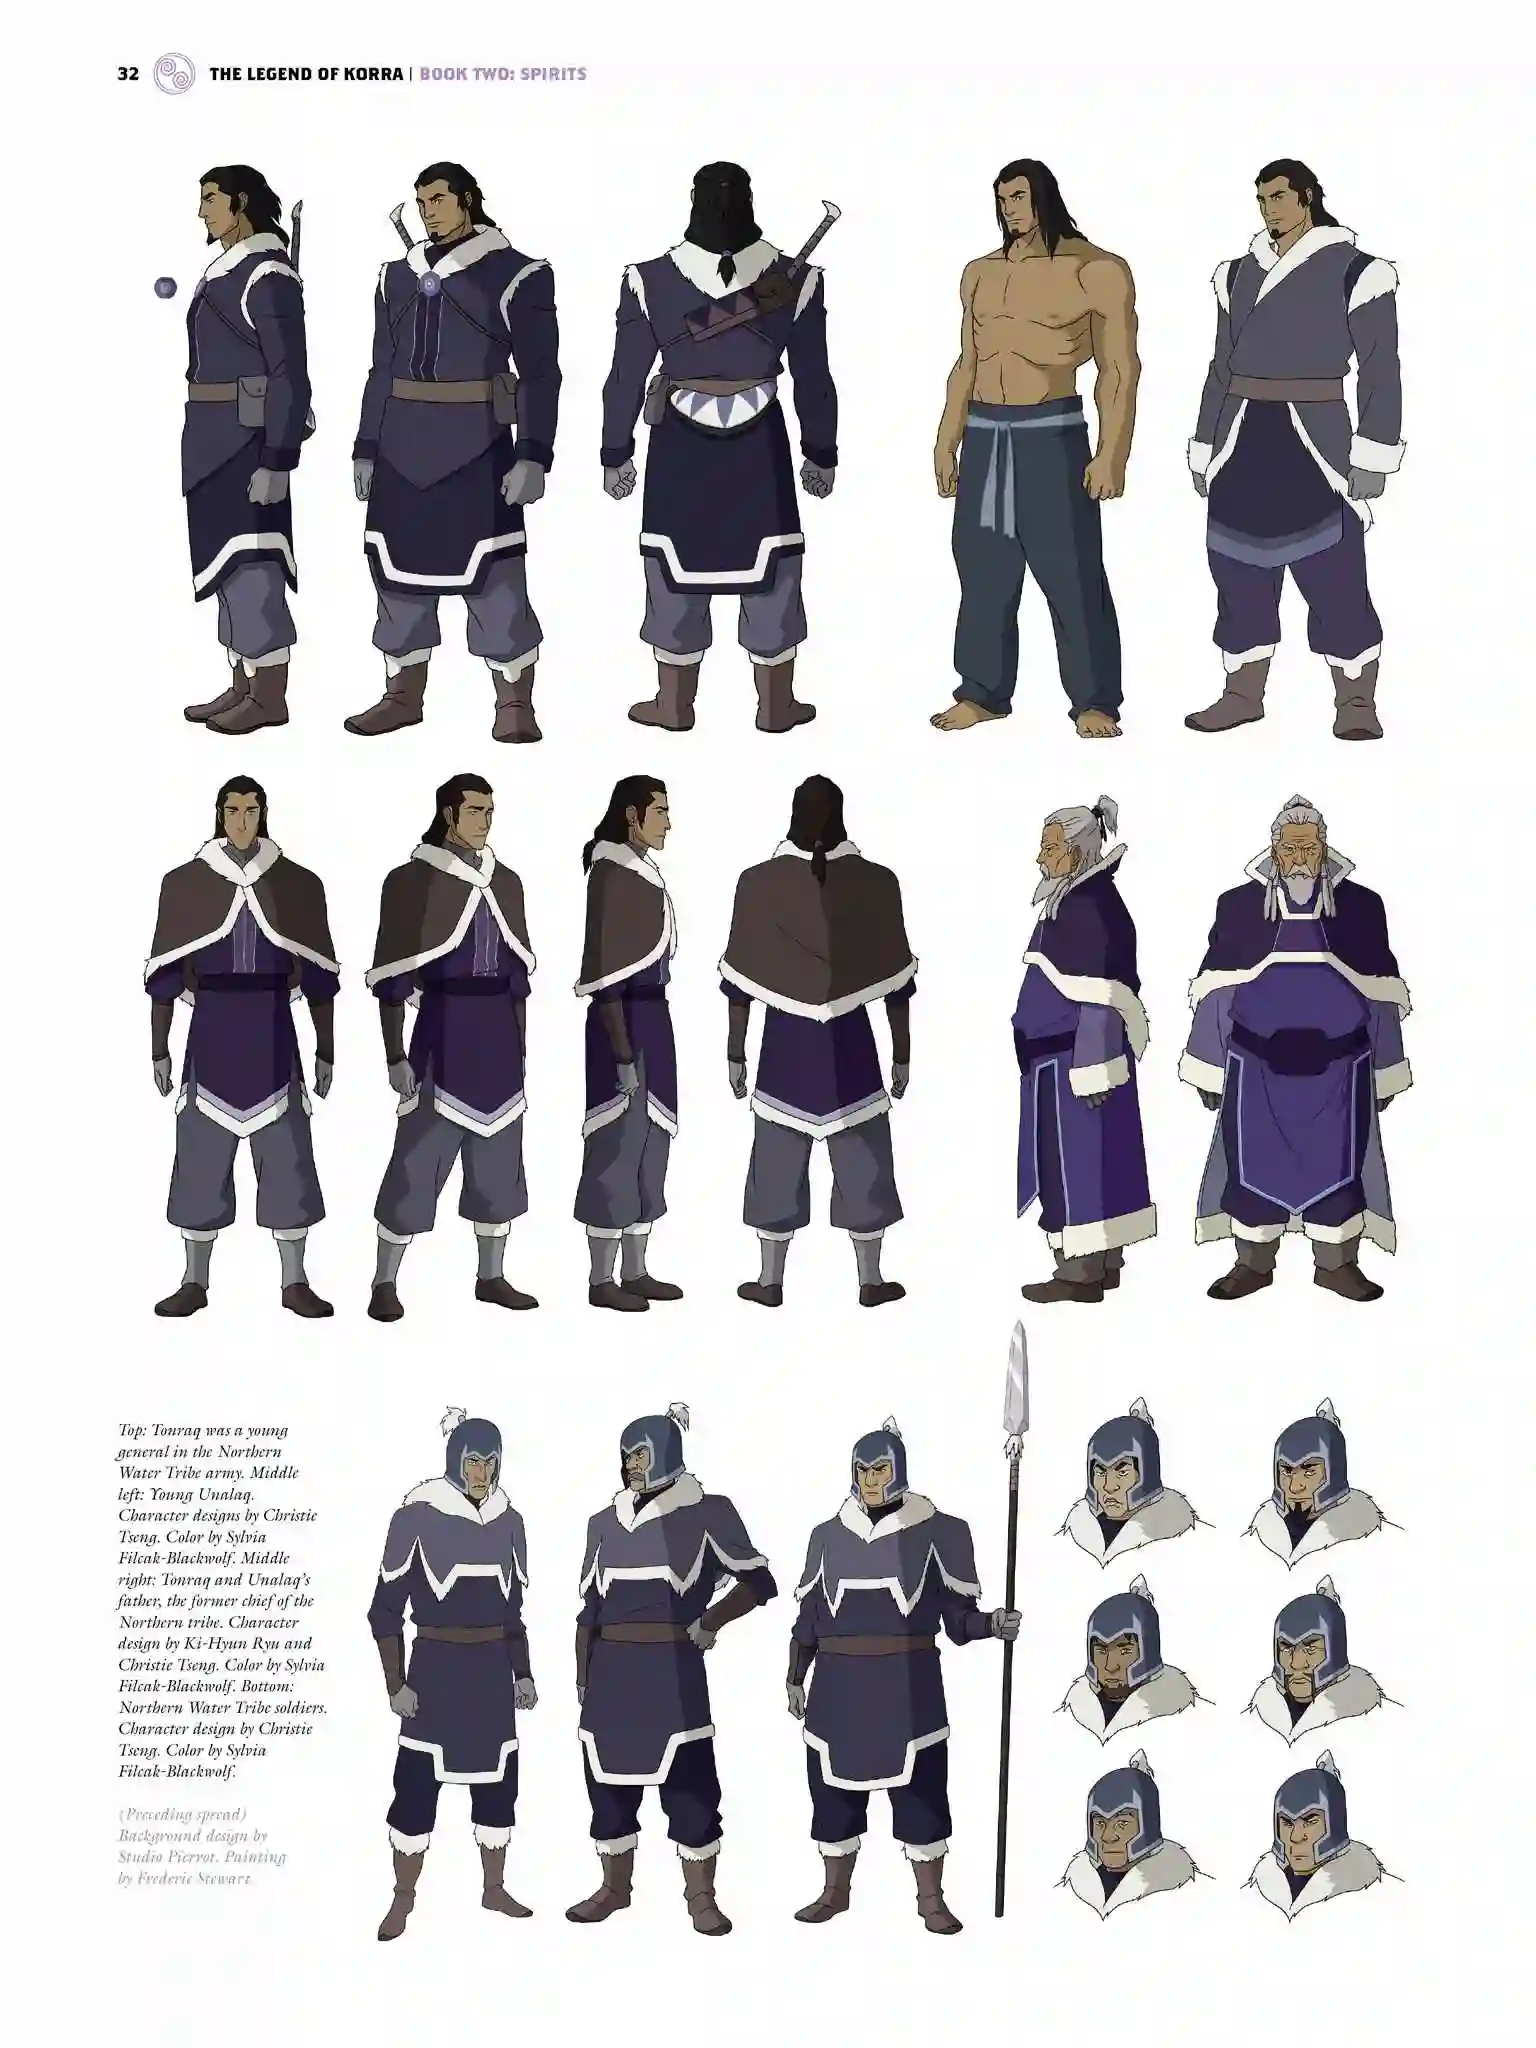 32 THE LEGEND OF KORRA | BOOK TWO: SPIRITS
Top: Tonraq was a young
general in the Northern
Water Tribe army. Middle
left: Young Unalaq.
Character designs by Christie
Tseng. Color by Sylvia
Filcak-Blackwolf. Middle
right: Tonraq and Unalaq's
father, the former chief of the
Northern tribe. Character
design by Ki-Hyun Ryu and
Christie Tseng. Color by Sylvia
Filcak-Blackwolf. Bottom:
Northern Water Tribe soldiers.
Character design by Christie
Tseng. Color by Sylvia
Filcak-Blackwolf.
(Preceding spread)
Background design by
Studio Pierrot. Painting
by Frederic Stewart.